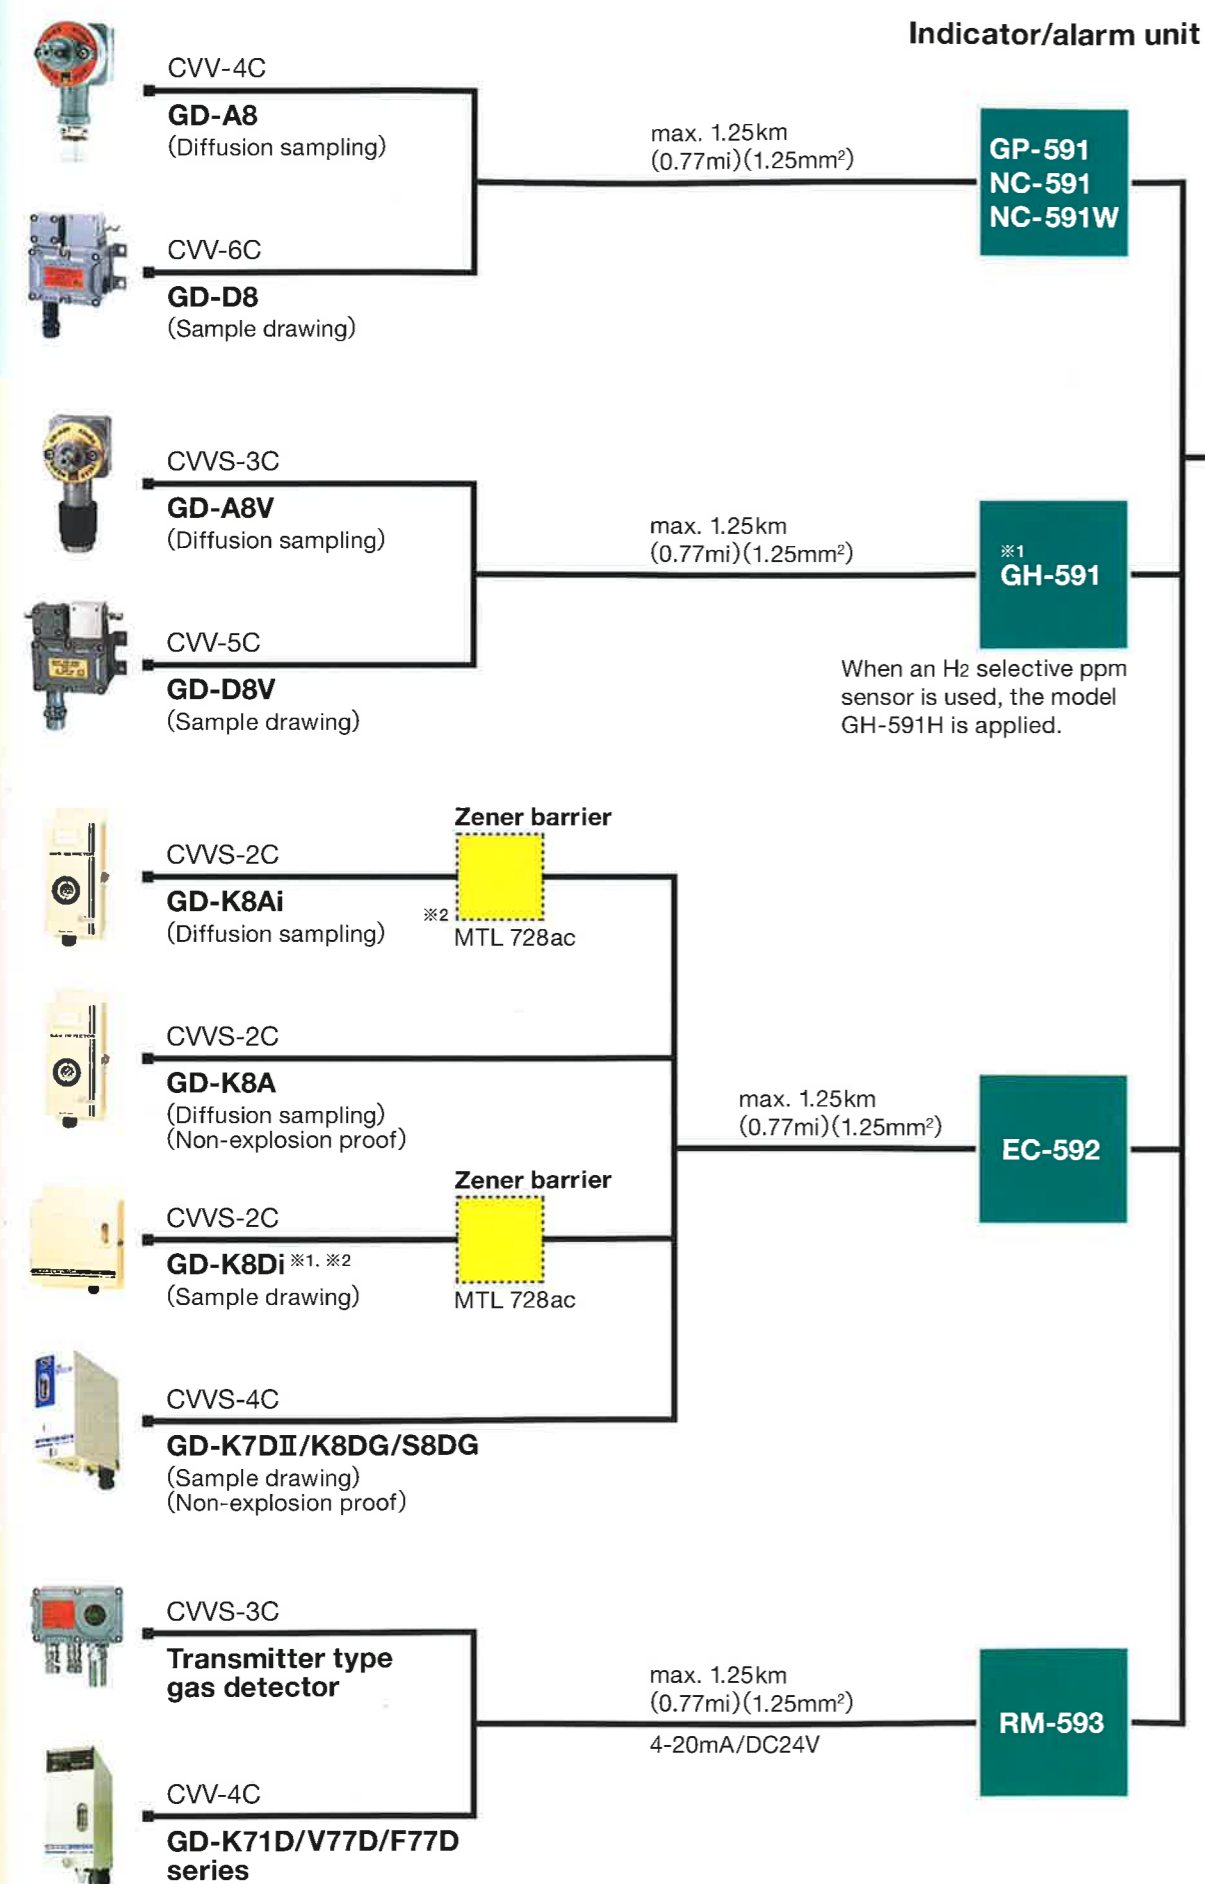 Indicator/alarm unit
CVV-4C
GD-A8
(Diffusion sampling)
max. 1.25km
(0.77mi)(1.25mm²)
GP-591
NC-591
NC-591W
CVV-6C
GD-D8
(Sample drawing)
CVVS-3C
GD-A8V
(Diffusion sampling)
max. 1.25km
(0.77mi)(1.25mm²)
※1
GH-591
CVV-5C
GD-D8V
(Sample drawing)
When an H₂ selective ppm
sensor is used, the model
GH-591H is applied.
Zener barrier
CVVS-2C
GD-K8Ai
(Diffusion sampling)
※2
MTL 728ac
CVVS-2C
GD-K8A
(Diffusion sampling)
(Non-explosion proof)
max. 1.25km
(0.77mi)(1.25mm²)
EC-592
Zener barrier
CVVS-2C
GD-K8Di ※1. ※2
(Sample drawing)
MTL 728ac
CVVS-4C
GD-K7DⅡ/K8DG/S8DG
(Sample drawing)
(Non-explosion proof)
CVVS-3C
Transmitter type
gas detector
max. 1.25km
(0.77mi)(1.25mm²)
4-20mA/DC24V
RM-593
CVV-4C
GD-K71D/V77D/F77D
series